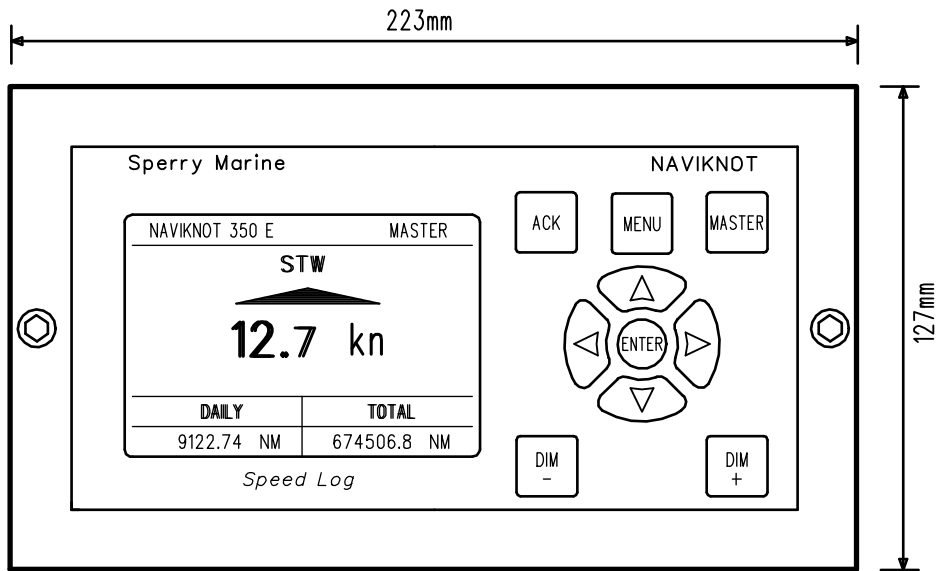 223mm
Sperry Marine NAVIKNOT
ACK MENU MASTER
NAVIKNOT 350 E MASTER
STW
12.7 kn
ENTER
127mm
DAILY TOTAL
9122.74 NM 674506.8 NM
DIM
-
DIM
+
Speed Log